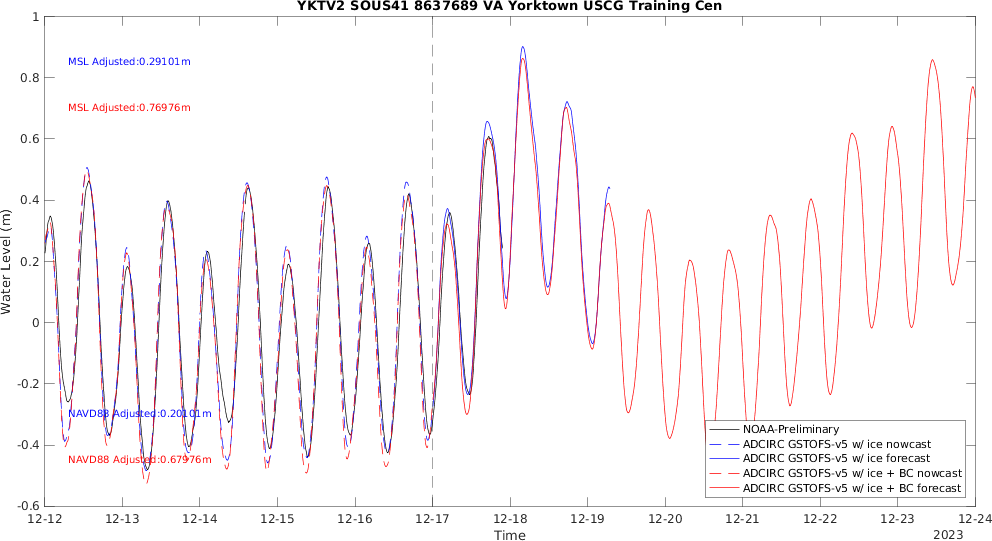 YKTV2 SOUS41 8637689 VA Yorktown USCG Training Cen
1
0.8
0.6
0.4
0.2
0
-0.2
-0.4
-0.6
Water Level (m)
MSL Adjusted:0.29101m
MSL Adjusted:0.76976m
NAVD88 Adjusted:0.20101m
NAVD88 Adjusted:0.67976m
NOAA-Preliminary
ADCIRC GSTOFS-v5 w/ ice nowcast
ADCIRC GSTOFS-v5 w/ ice forecast
ADCIRC GSTOFS-v5 w/ ice + BC nowcast
ADCIRC GSTOFS-v5 w/ ice + BC forecast
12-12 12-13 12-14 12-15 12-16 12-17 12-18 12-19 12-20 12-21 12-22 12-23 12-24
Time
2023